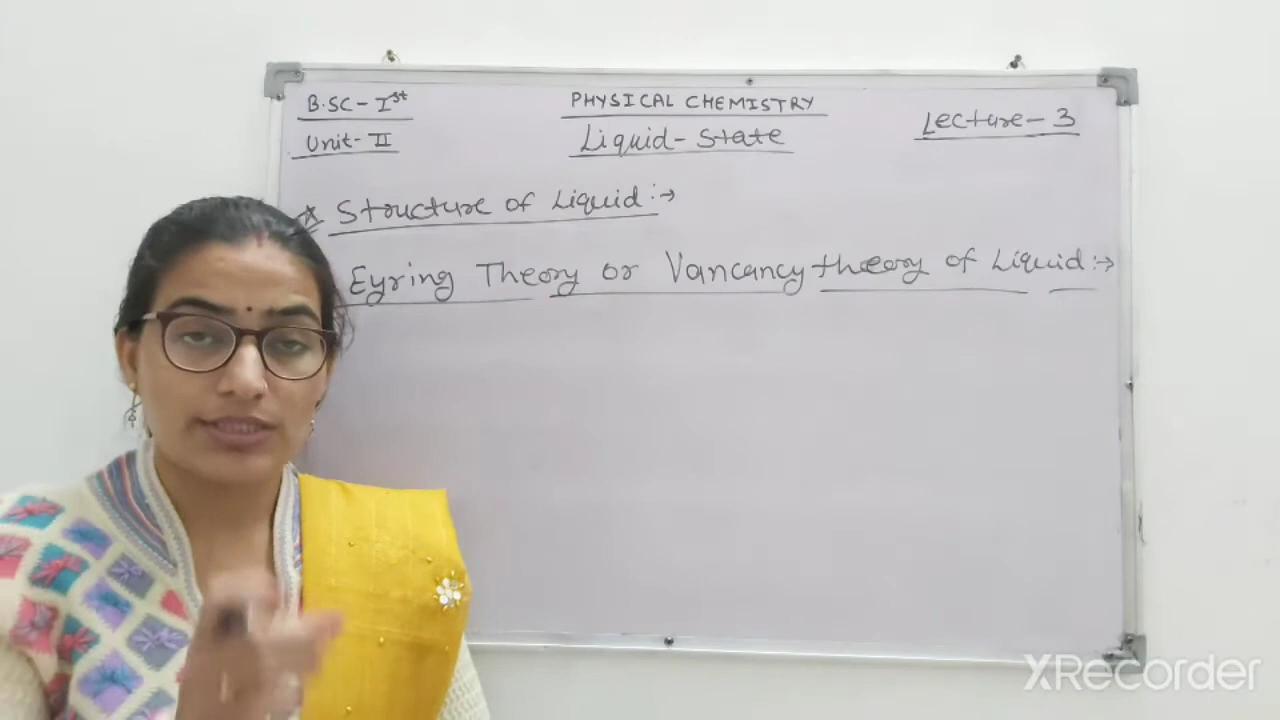 B.SC - Ist
Unit - II
PHYSICAL CHEMISTRY
Liquid - State
Lecture - 3
* Structure of Liquid :->
Eyring Theory or Vancancy theory of Liquid :->
XRecorder